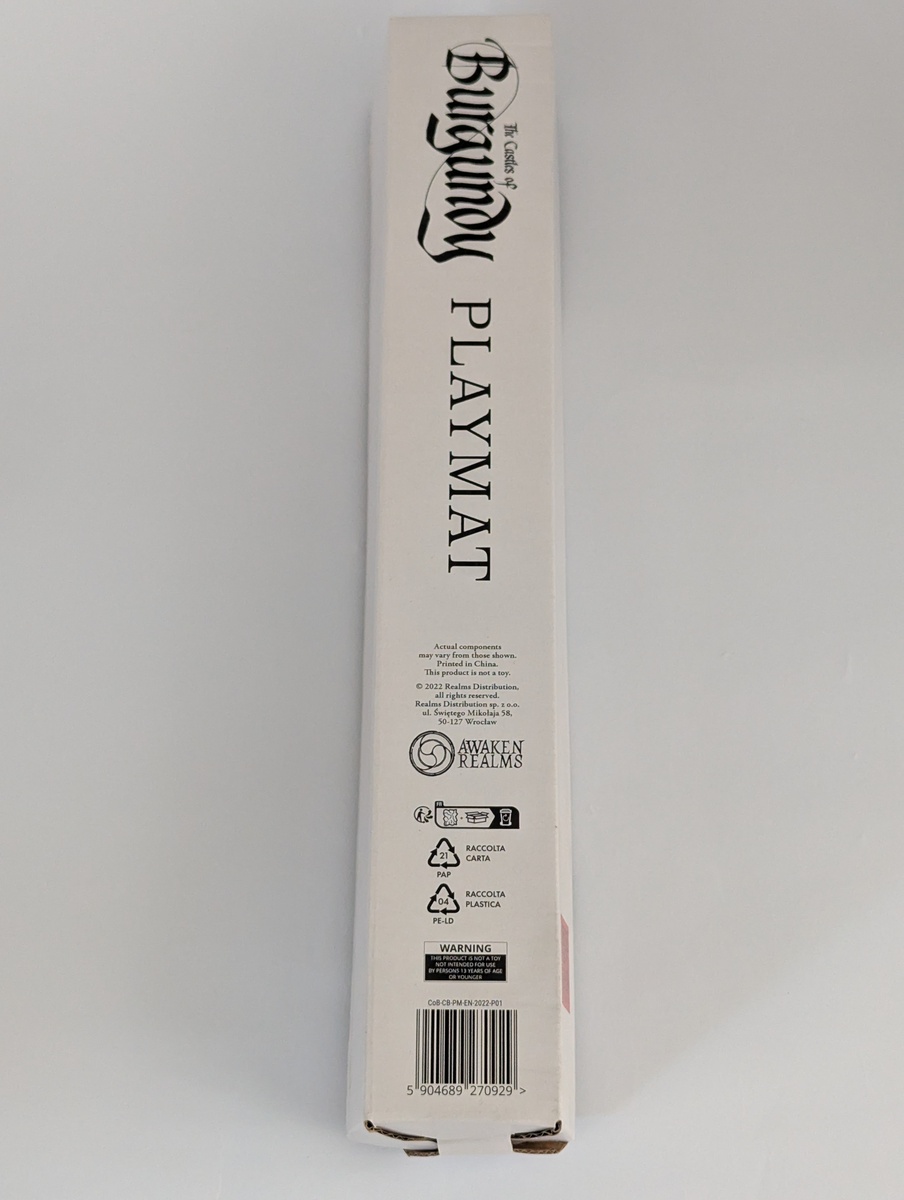 The Castles of
Burgundy
PLAYMAT
Actual components
may vary from those shown.
Printed in China.
This product is not a toy.
© 2022 Realms Distribution,
all rights reserved.
Realms Distribution sp. z o.o.
ul. Świętego Mikołaja 58,
50-127 Wrocław
AWAKEN
REALMS
FR
21
RACCOLTA
CARTA
PAP
04
RACCOLTA
PLASTICA
PE-LD
WARNING
THIS PRODUCT IS NOT A TOY
NOT INTENDED FOR USE
BY PERSONS 13 YEARS OF AGE
OR YOUNGER
CoB-CB-PM-EN-2022-P01
5 904689 270929 >